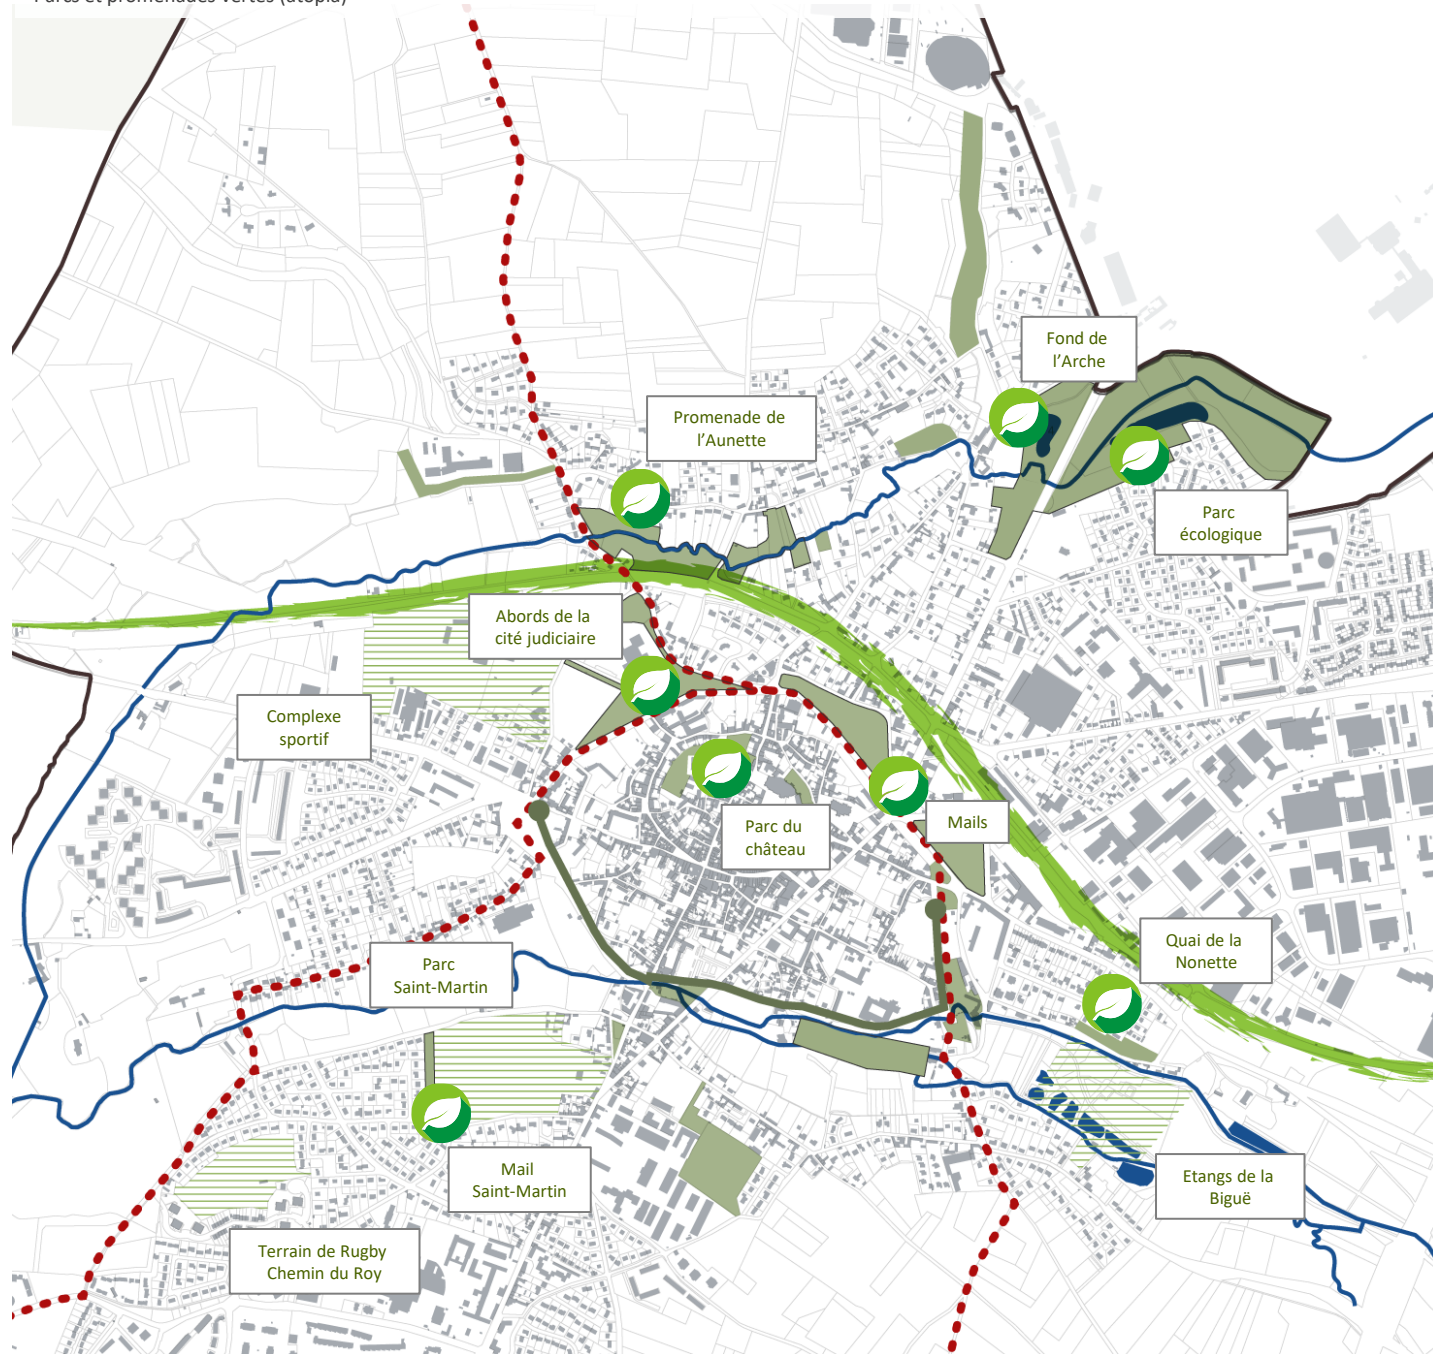 Parcs et promenades vertes (utopia)
Fond de
l'Arche
Promenade de
l'Aunette
Parc
écologique
Abords de la
cité judiciaire
Complexe
sportif
Parc du
château
Mails
Quai de la
Nonette
Parc
Saint-Martin
Mail
Saint-Martin
Etangs de la
Biguë
Terrain de Rugby
Chemin du Roy